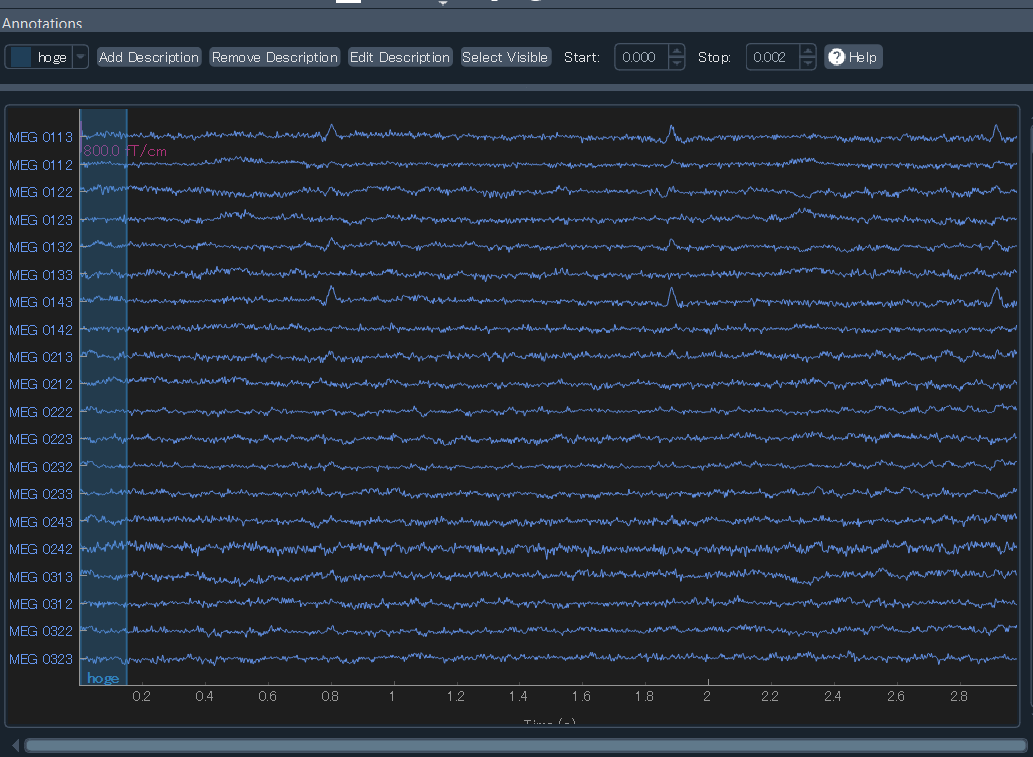 Annotations
hoge Add Description Remove Description Edit Description Select Visible Start: 0.000 Stop: 0.002 ? Help
MEG 0113
800.0 fT/cm
MEG 0112
MEG 0122
MEG 0123
MEG 0132
MEG 0133
MEG 0143
MEG 0142
MEG 0213
MEG 0212
MEG 0222
MEG 0223
MEG 0232
MEG 0233
MEG 0243
MEG 0242
MEG 0313
MEG 0312
MEG 0322
MEG 0323
hoge
0.2 0.4 0.6 0.8 1 1.2 1.4 1.6 1.8 2 2.2 2.4 2.6 2.8
Time (s)